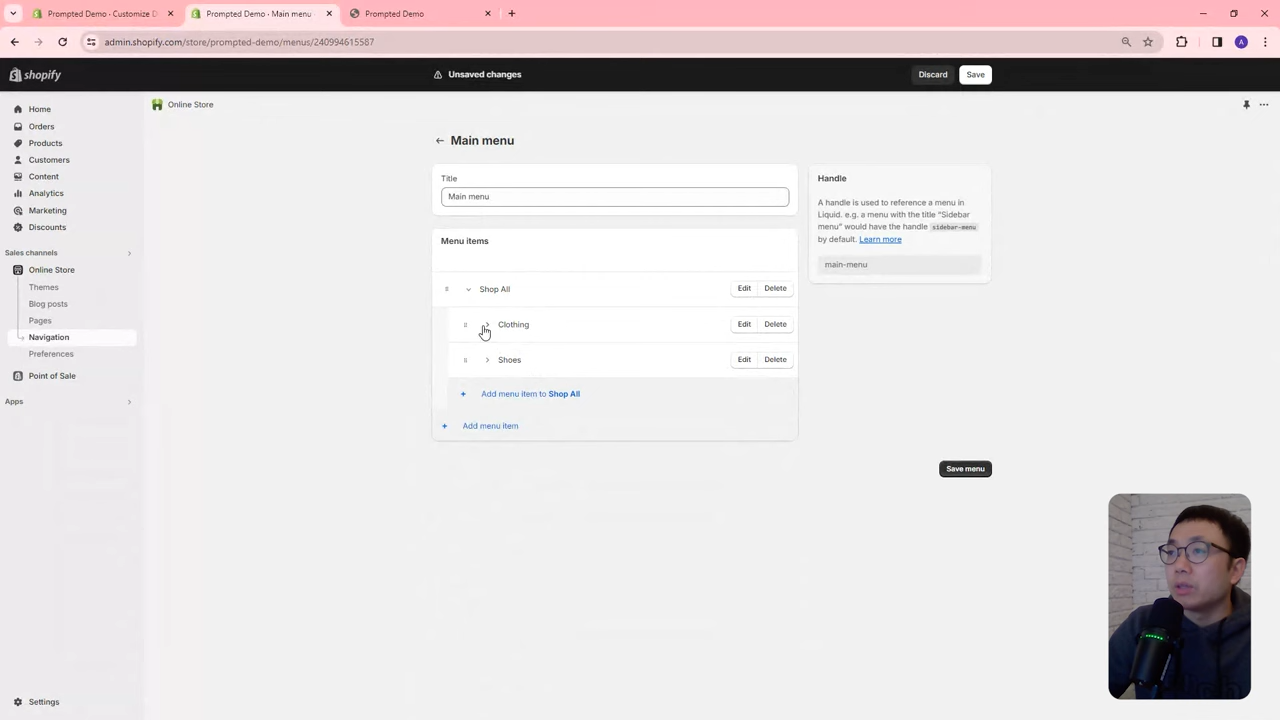 Prompted Demo · Customize D
Prompted Demo · Main menu
Prompted Demo
admin.shopify.com/store/prompted-demo/menus/240994615587
A
shopify
Unsaved changes
Discard
Save
Home
Orders
Products
Customers
Content
Analytics
Marketing
Discounts
Sales channels
Online Store
Themes
Blog posts
Pages
Navigation
Preferences
Point of Sale
Apps
Settings
Online Store
Main menu
Title
Main menu
Menu items
Shop All
Edit
Delete
Clothing
Edit
Delete
Shoes
Edit
Delete
Add menu item to Shop All
Add menu item
Save menu
Handle
A handle is used to reference a menu in
Liquid. e.g. a menu with the title “Sidebar
menu” would have the handle sidebar-menu
by default. Learn more
main-menu